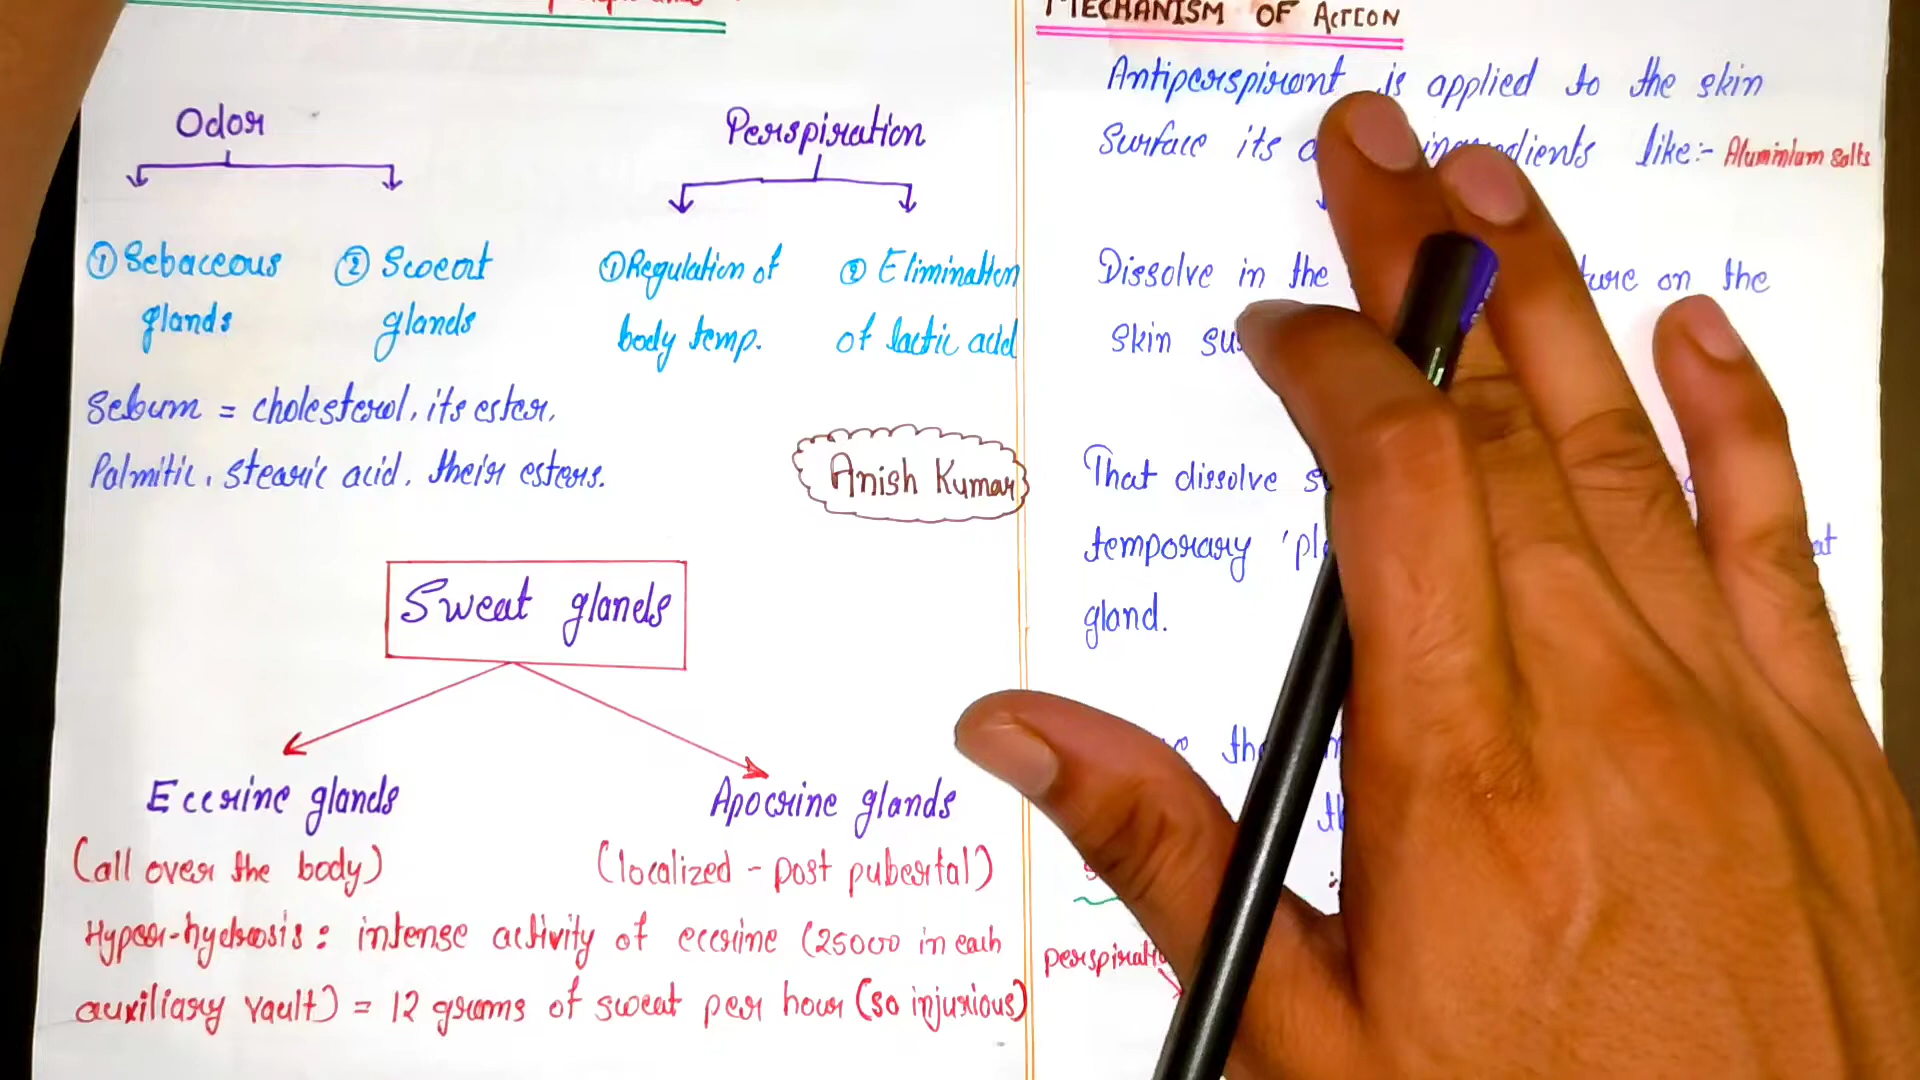 Odor
Perspiration
① Sebaceous glands
② Sweat glands
① Regulation of body temp.
② Elimination of lactic acid
Sebum = cholesterol, its ester,
Palmitic, stearic acid, their esters.
Anish Kumar
Sweat glands
Eccrine glands
Apocrine glands
(all over the body)
(localized - post pubertal)
Hyper-hydrosis: intense activity of eccrine (25000 in each
auxiliary vault) = 12 grams of sweat per hour (so injurious)
MECHANISM OF ACTION
Antiperspirant is applied to the skin
Surface its ingredients like:- Aluminium salts
Dissolve in the on the
skin
That dissolve
temporary
gland.